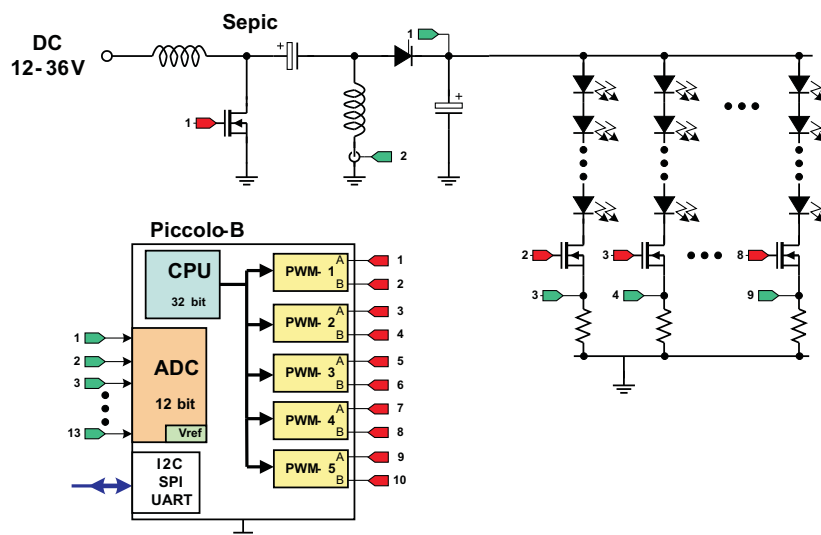 Sepic
DC
12-36V
+
1
+
1
2
2
3
8
3
4
9
Piccolo-B
CPU
32 bit
PWM- 1
A
B
1
2
PWM- 2
A
B
3
4
PWM- 3
A
B
5
6
PWM- 4
A
B
7
8
PWM- 5
A
B
9
10
1
2
3
13
ADC
12 bit
Vref
I2C
SPI
UART